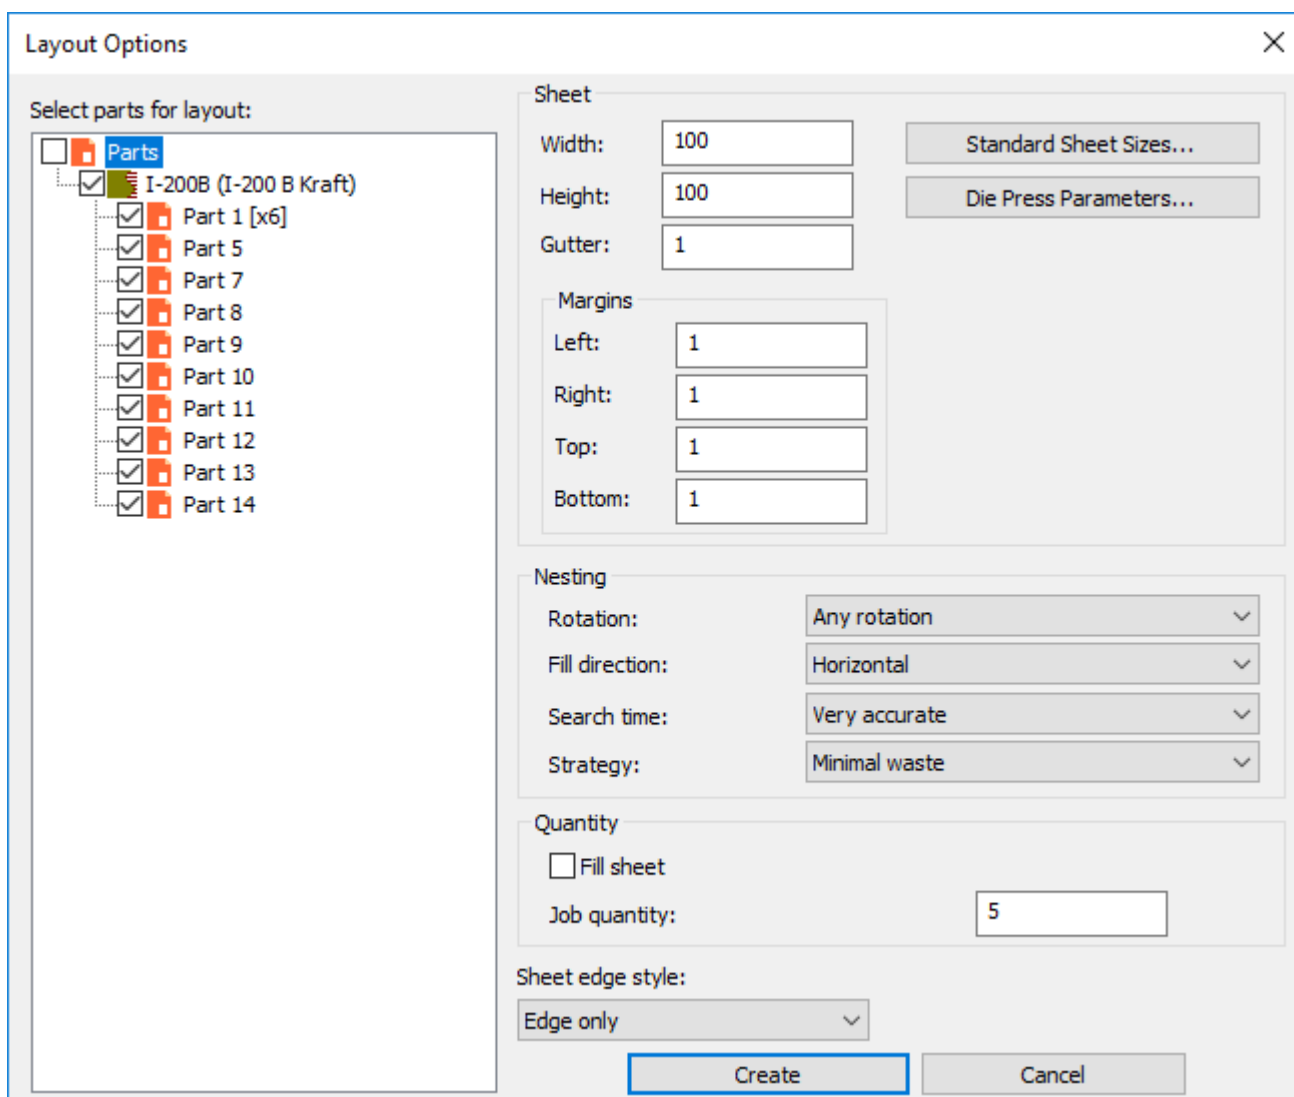 Layout Options
Select parts for layout:
Parts
I-200B (I-200 B Kraft)
Part 1 [x6]
Part 5
Part 7
Part 8
Part 9
Part 10
Part 11
Part 12
Part 13
Part 14
Sheet
Width: 100 Standard Sheet Sizes...
Height: 100 Die Press Parameters...
Gutter: 1
Margins
Left: 1
Right: 1
Top: 1
Bottom: 1
Nesting
Rotation: Any rotation
Fill direction: Horizontal
Search time: Very accurate
Strategy: Minimal waste
Quantity
Fill sheet
Job quantity: 5
Sheet edge style:
Edge only
Create Cancel